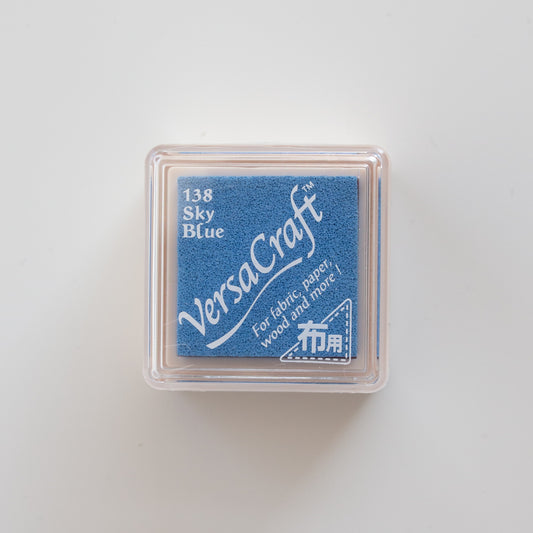 138
Sky
Blue
VersaCraft™
For fabric, paper,
wood and more!
布用